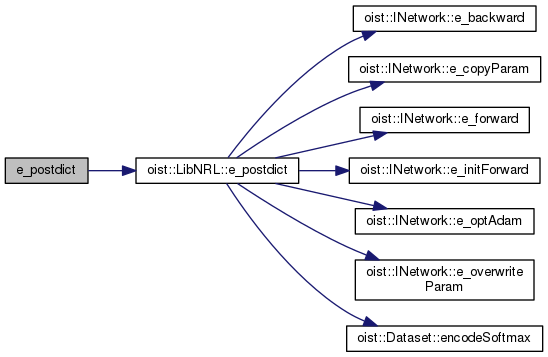 e_postdict
oist::LibNRL::e_postdict
oist::INetwork::e_backward
oist::INetwork::e_copyParam
oist::INetwork::e_forward
oist::INetwork::e_initForward
oist::INetwork::e_optAdam
oist::INetwork::e_overwrite
Param
oist::Dataset::encodeSoftmax